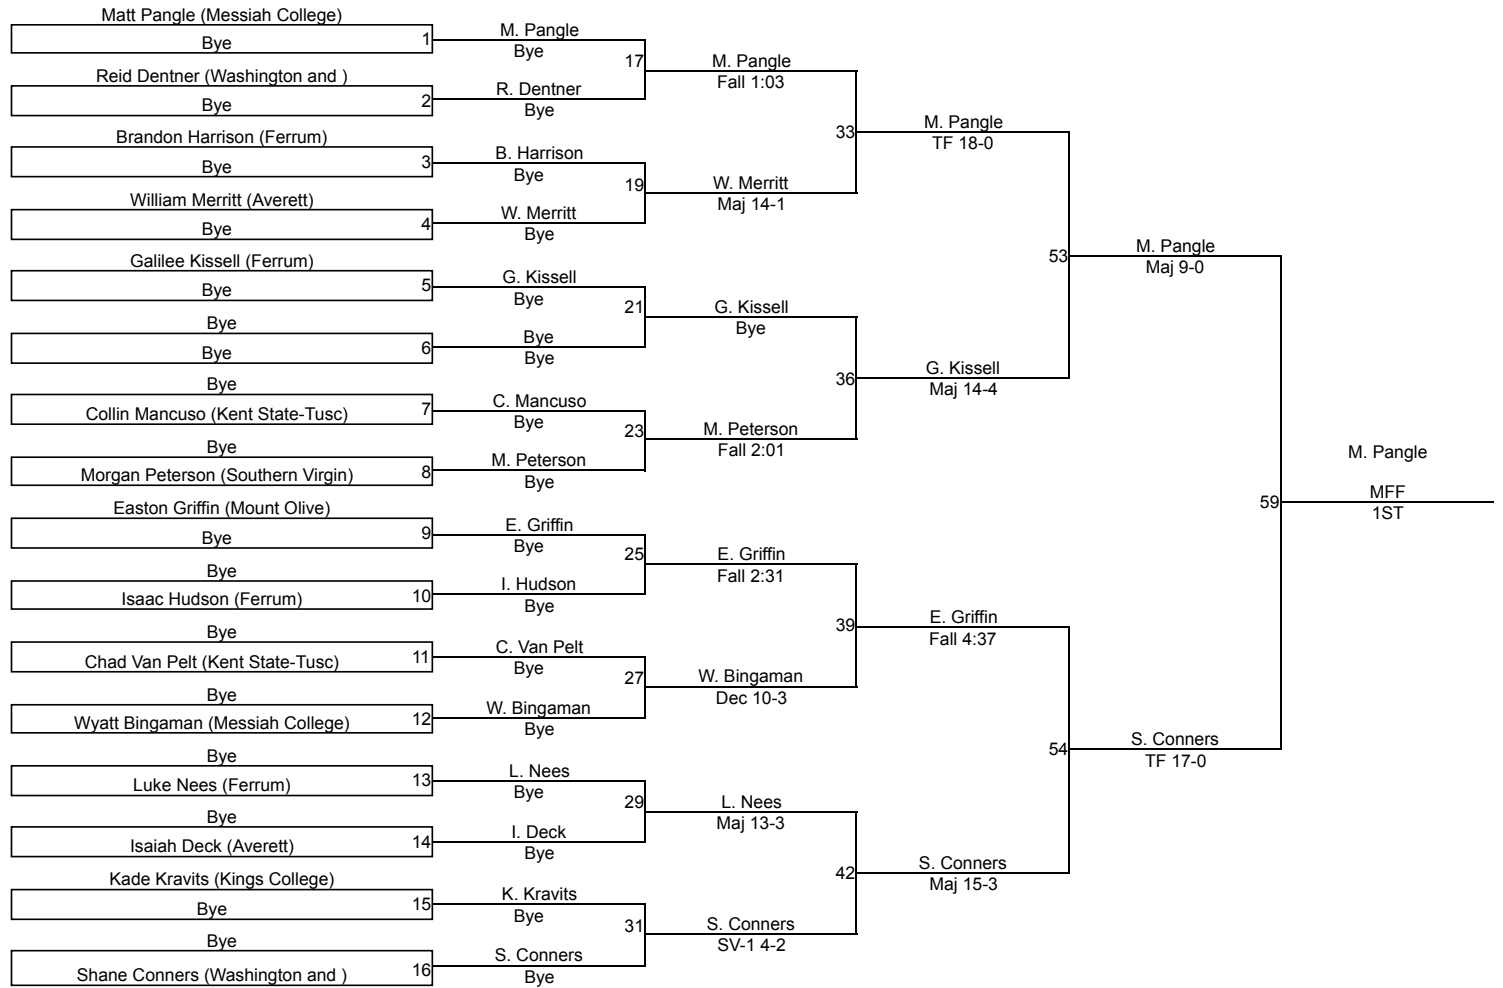 Matt Pangle (Messiah College)
Bye
1
Reid Dentner (Washington and )
Bye
2
Brandon Harrison (Ferrum)
Bye
3
William Merritt (Averett)
Bye
4
Galilee Kissell (Ferrum)
Bye
5
Bye
Bye
6
Bye
Collin Mancuso (Kent State-Tusc)
7
Bye
Morgan Peterson (Southern Virgin)
8
Easton Griffin (Mount Olive)
Bye
9
Bye
Isaac Hudson (Ferrum)
10
Bye
Chad Van Pelt (Kent State-Tusc)
11
Bye
Wyatt Bingaman (Messiah College)
12
Bye
Luke Nees (Ferrum)
13
Bye
Isaiah Deck (Averett)
14
Kade Kravits (Kings College)
Bye
15
Bye
Shane Conners (Washington and )
16
M. Pangle
Bye
17
R. Dentner
Bye
B. Harrison
Bye
19
W. Merritt
Bye
G. Kissell
Bye
21
Bye
Bye
C. Mancuso
Bye
23
M. Peterson
Bye
E. Griffin
Bye
25
I. Hudson
Bye
C. Van Pelt
Bye
27
W. Bingaman
Bye
L. Nees
Bye
29
I. Deck
Bye
K. Kravits
Bye
31
S. Conners
Bye
M. Pangle
Fall 1:03
33
W. Merritt
Maj 14-1
G. Kissell
Bye
36
M. Peterson
Fall 2:01
E. Griffin
Fall 2:31
39
W. Bingaman
Dec 10-3
L. Nees
Maj 13-3
42
S. Conners
SV-1 4-2
M. Pangle
TF 18-0
53
G. Kissell
Maj 14-4
E. Griffin
Fall 4:37
54
S. Conners
Maj 15-3
M. Pangle
Maj 9-0
59
S. Conners
TF 17-0
M. Pangle
MFF
1ST